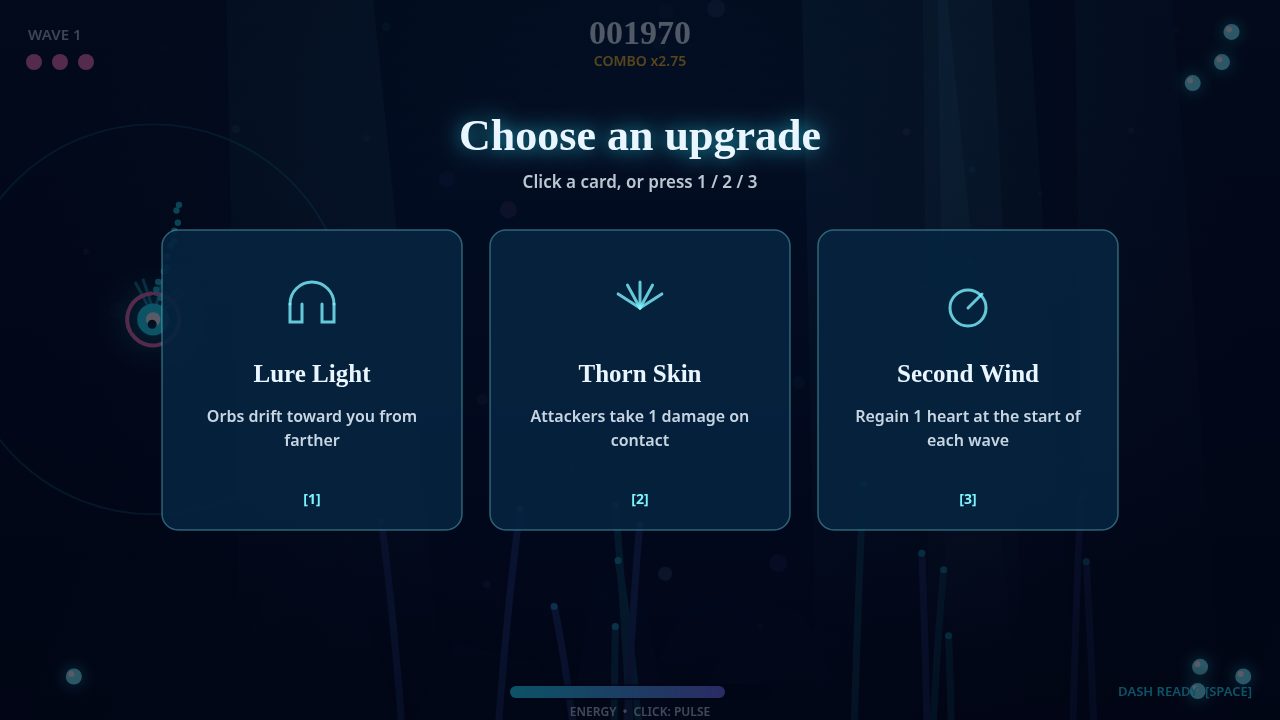 WAVE 1
001970
COMBO x2.75
Choose an upgrade
Click a card, or press 1 / 2 / 3
Lure Light
Orbs drift toward you from
farther
[1]
Thorn Skin
Attackers take 1 damage on
contact
[2]
Second Wind
Regain 1 heart at the start of
each wave
[3]
DASH READY [SPACE]
ENERGY • CLICK: PULSE